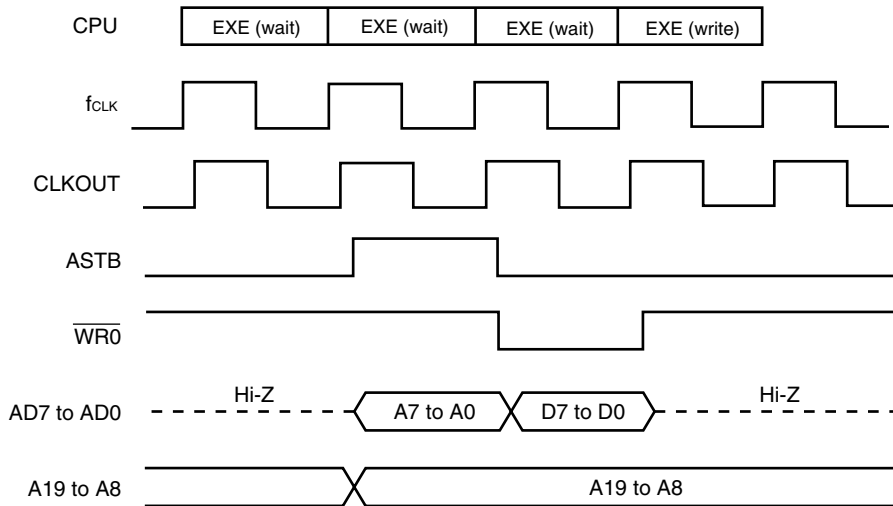 CPU EXE (wait) EXE (wait) EXE (wait) EXE (write)
fCLK
CLKOUT
ASTB
WR0
Hi-Z Hi-Z
AD7 to AD0 A7 to A0 D7 to D0
A19 to A8 A19 to A8